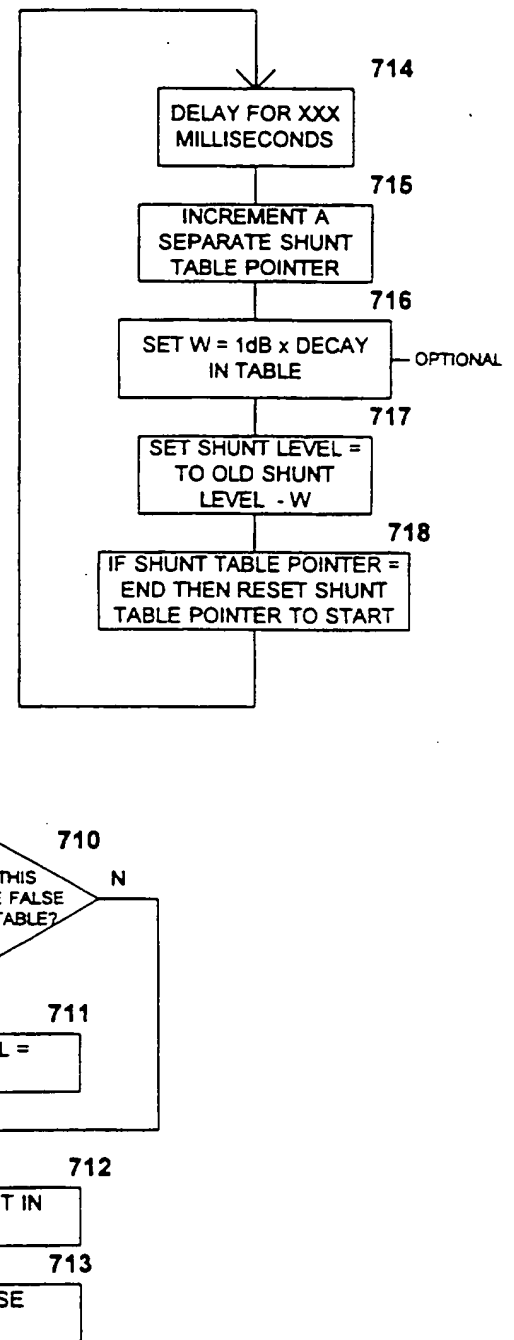 714
DELAY FOR XXX
MILLISECONDS
715
INCREMENT A
SEPARATE SHUNT
TABLE POINTER
716
SET W = 1dB x DECAY
IN TABLE
OPTIONAL
717
SET SHUNT LEVEL =
TO OLD SHUNT
LEVEL - W
718
IF SHUNT TABLE POINTER =
END THEN RESET SHUNT
TABLE POINTER TO START
710
THIS
N
FALSE
TABLE?
711
=
712
IN
713